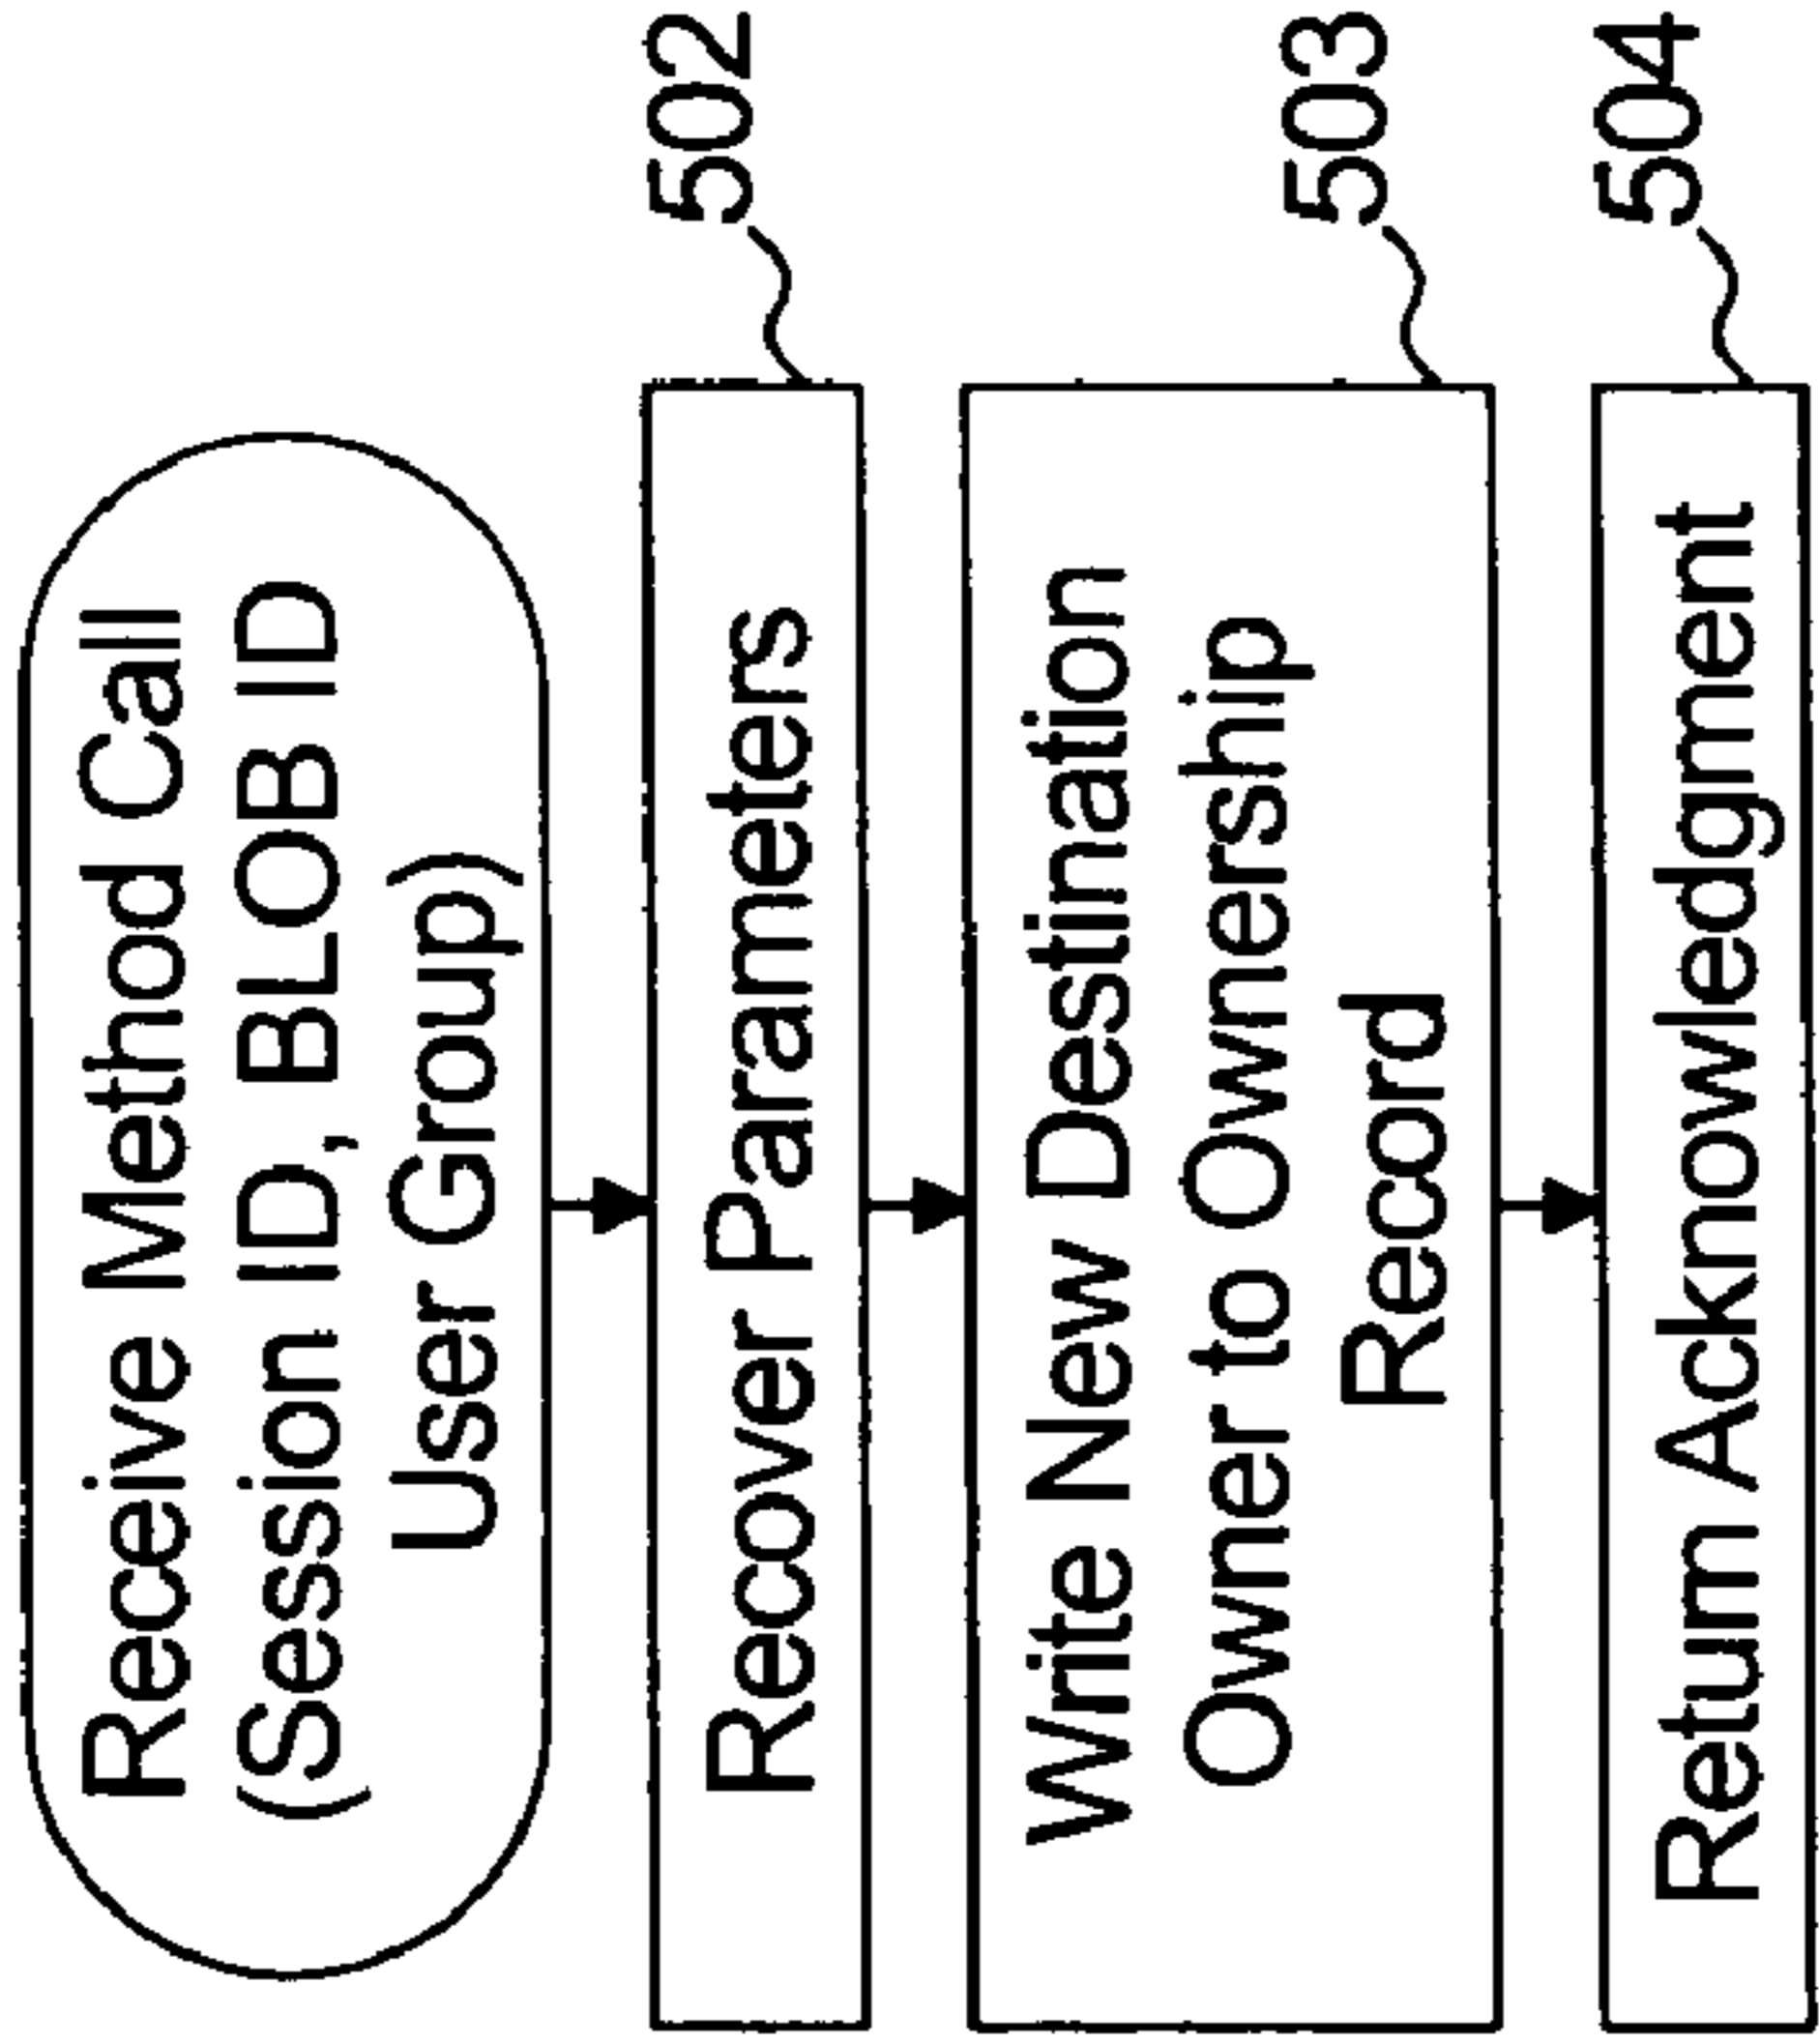 Receive Method Call
(Session ID, BLOB ID
User Group)
Recover Parameters
502
Write New Destination
Owner to Ownership
Record
503
Return Acknowledgment
504